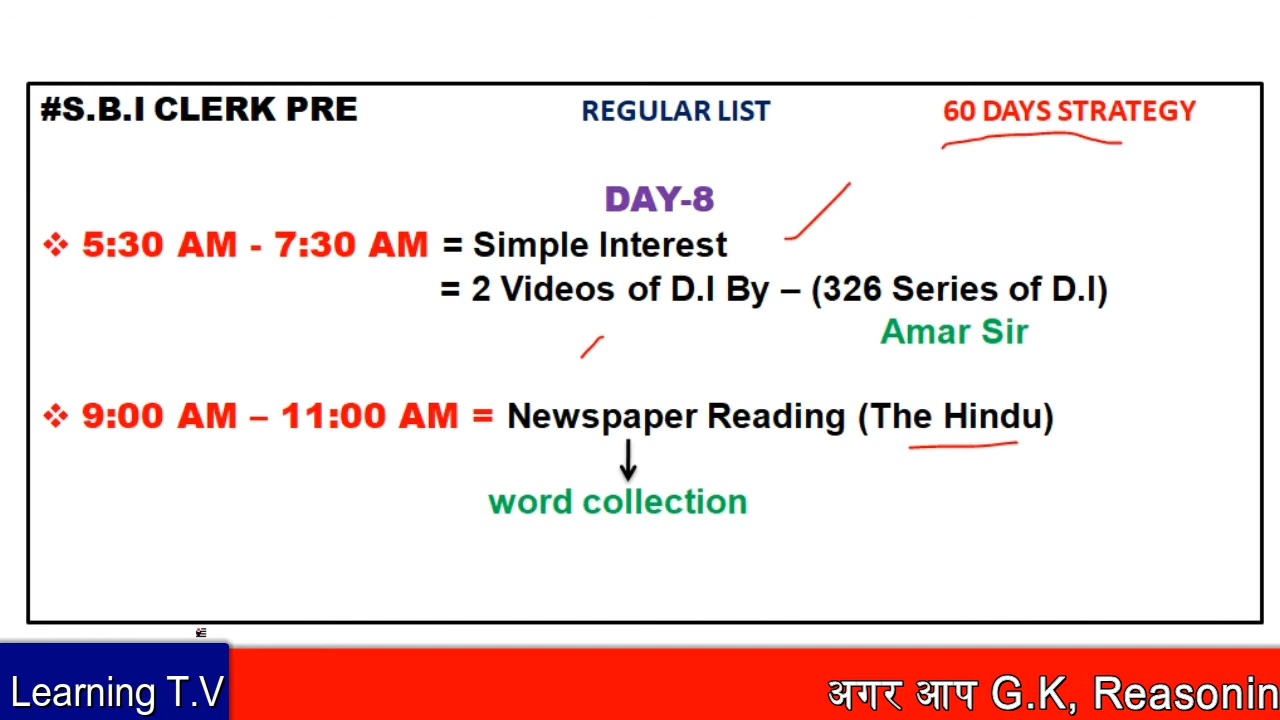 #S.B.I CLERK PRE REGULAR LIST 60 DAYS STRATEGY
DAY-8
❖ 5:30 AM - 7:30 AM = Simple Interest
= 2 Videos of D.I By – (326 Series of D.I)
Amar Sir
❖ 9:00 AM – 11:00 AM = Newspaper Reading (The Hindu)
word collection
Learning T.V अगर आप G.K, Reasonin